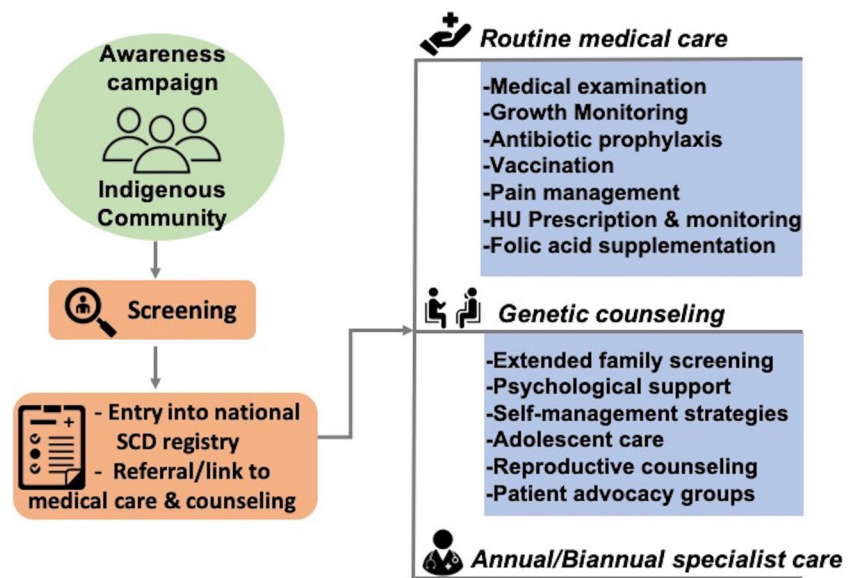 Awareness
campaign
Indigenous
Community
Screening
- Entry into national
SCD registry
- Referral/link to
medical care & counseling
Routine medical care
-Medical examination
-Growth Monitoring
-Antibiotic prophylaxis
-Vaccination
-Pain management
-HU Prescription & monitoring
-Folic acid supplementation
Genetic counseling
-Extended family screening
-Psychological support
-Self-management strategies
-Adolescent care
-Reproductive counseling
-Patient advocacy groups
Annual/Biannual specialist care